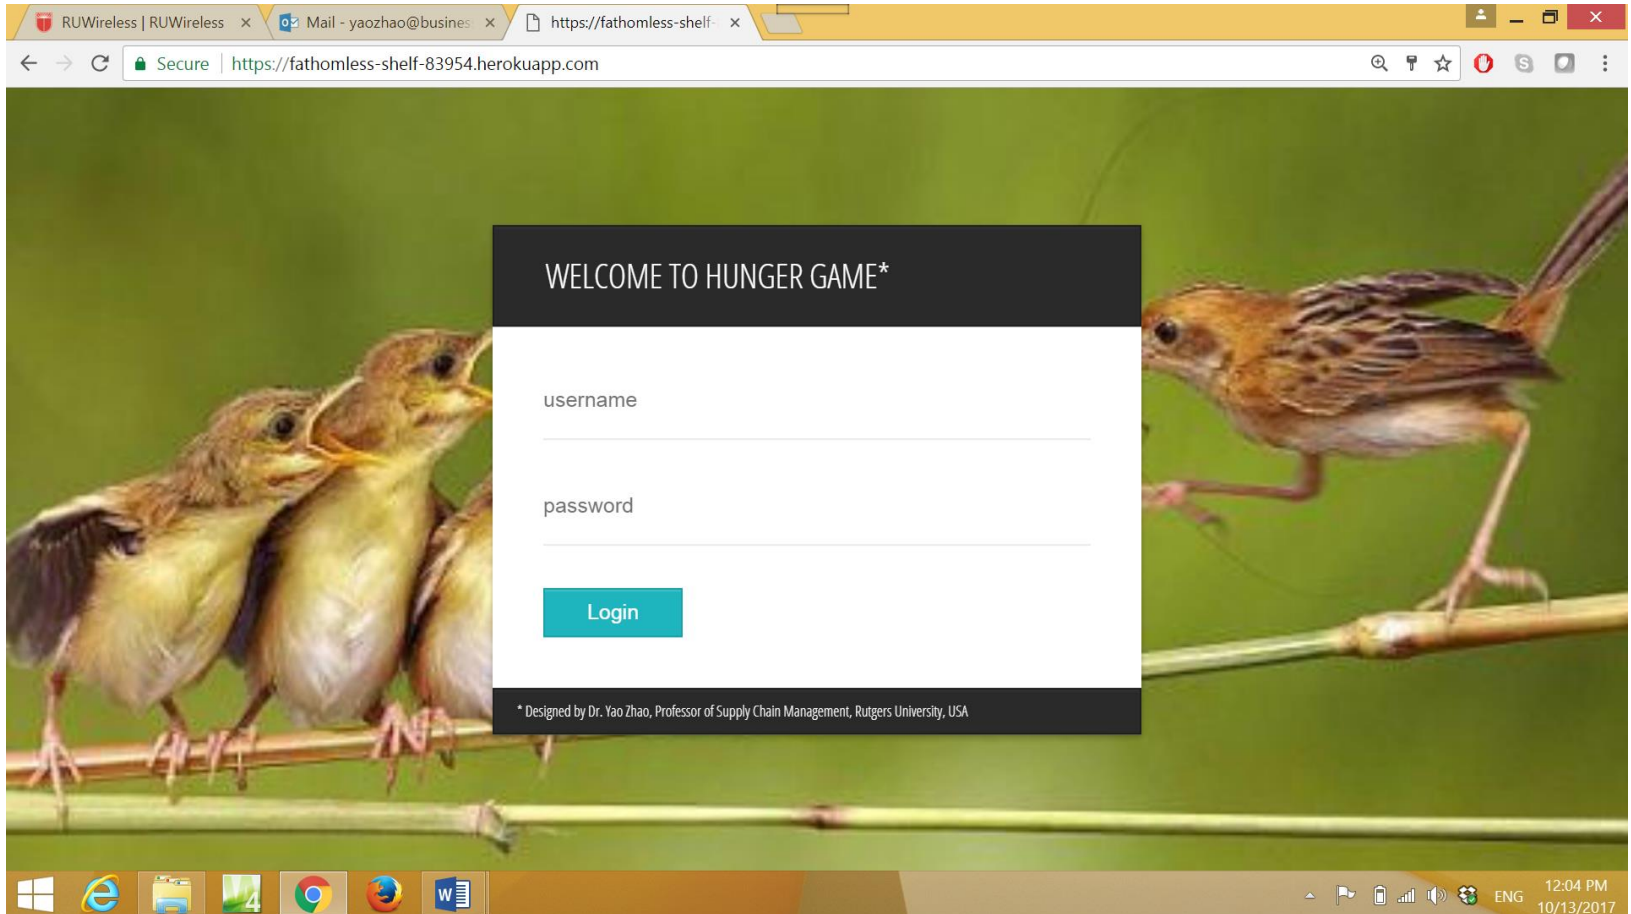 RUWireless | RUWireless
Mail - yaozhao@busines
https://fathomless-shelf-
Secure
https://fathomless-shelf-83954.herokuapp.com
WELCOME TO HUNGER GAME*
username
password
Login
* Designed by Dr. Yao Zhao, Professor of Supply Chain Management, Rutgers University, USA
ENG
12:04 PM
10/13/2017